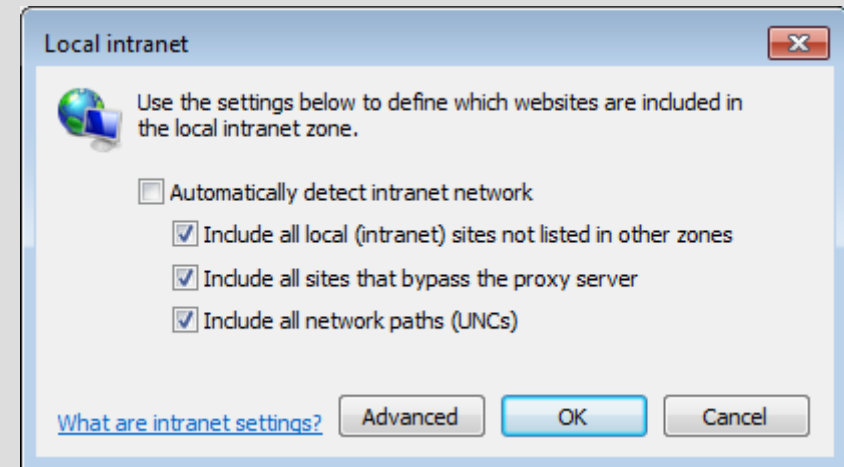 Local intranet
Use the settings below to define which websites are included in
the local intranet zone.
Automatically detect intranet network
Include all local (intranet) sites not listed in other zones
Include all sites that bypass the proxy server
Include all network paths (UNCs)
What are intranet settings? Advanced OK Cancel